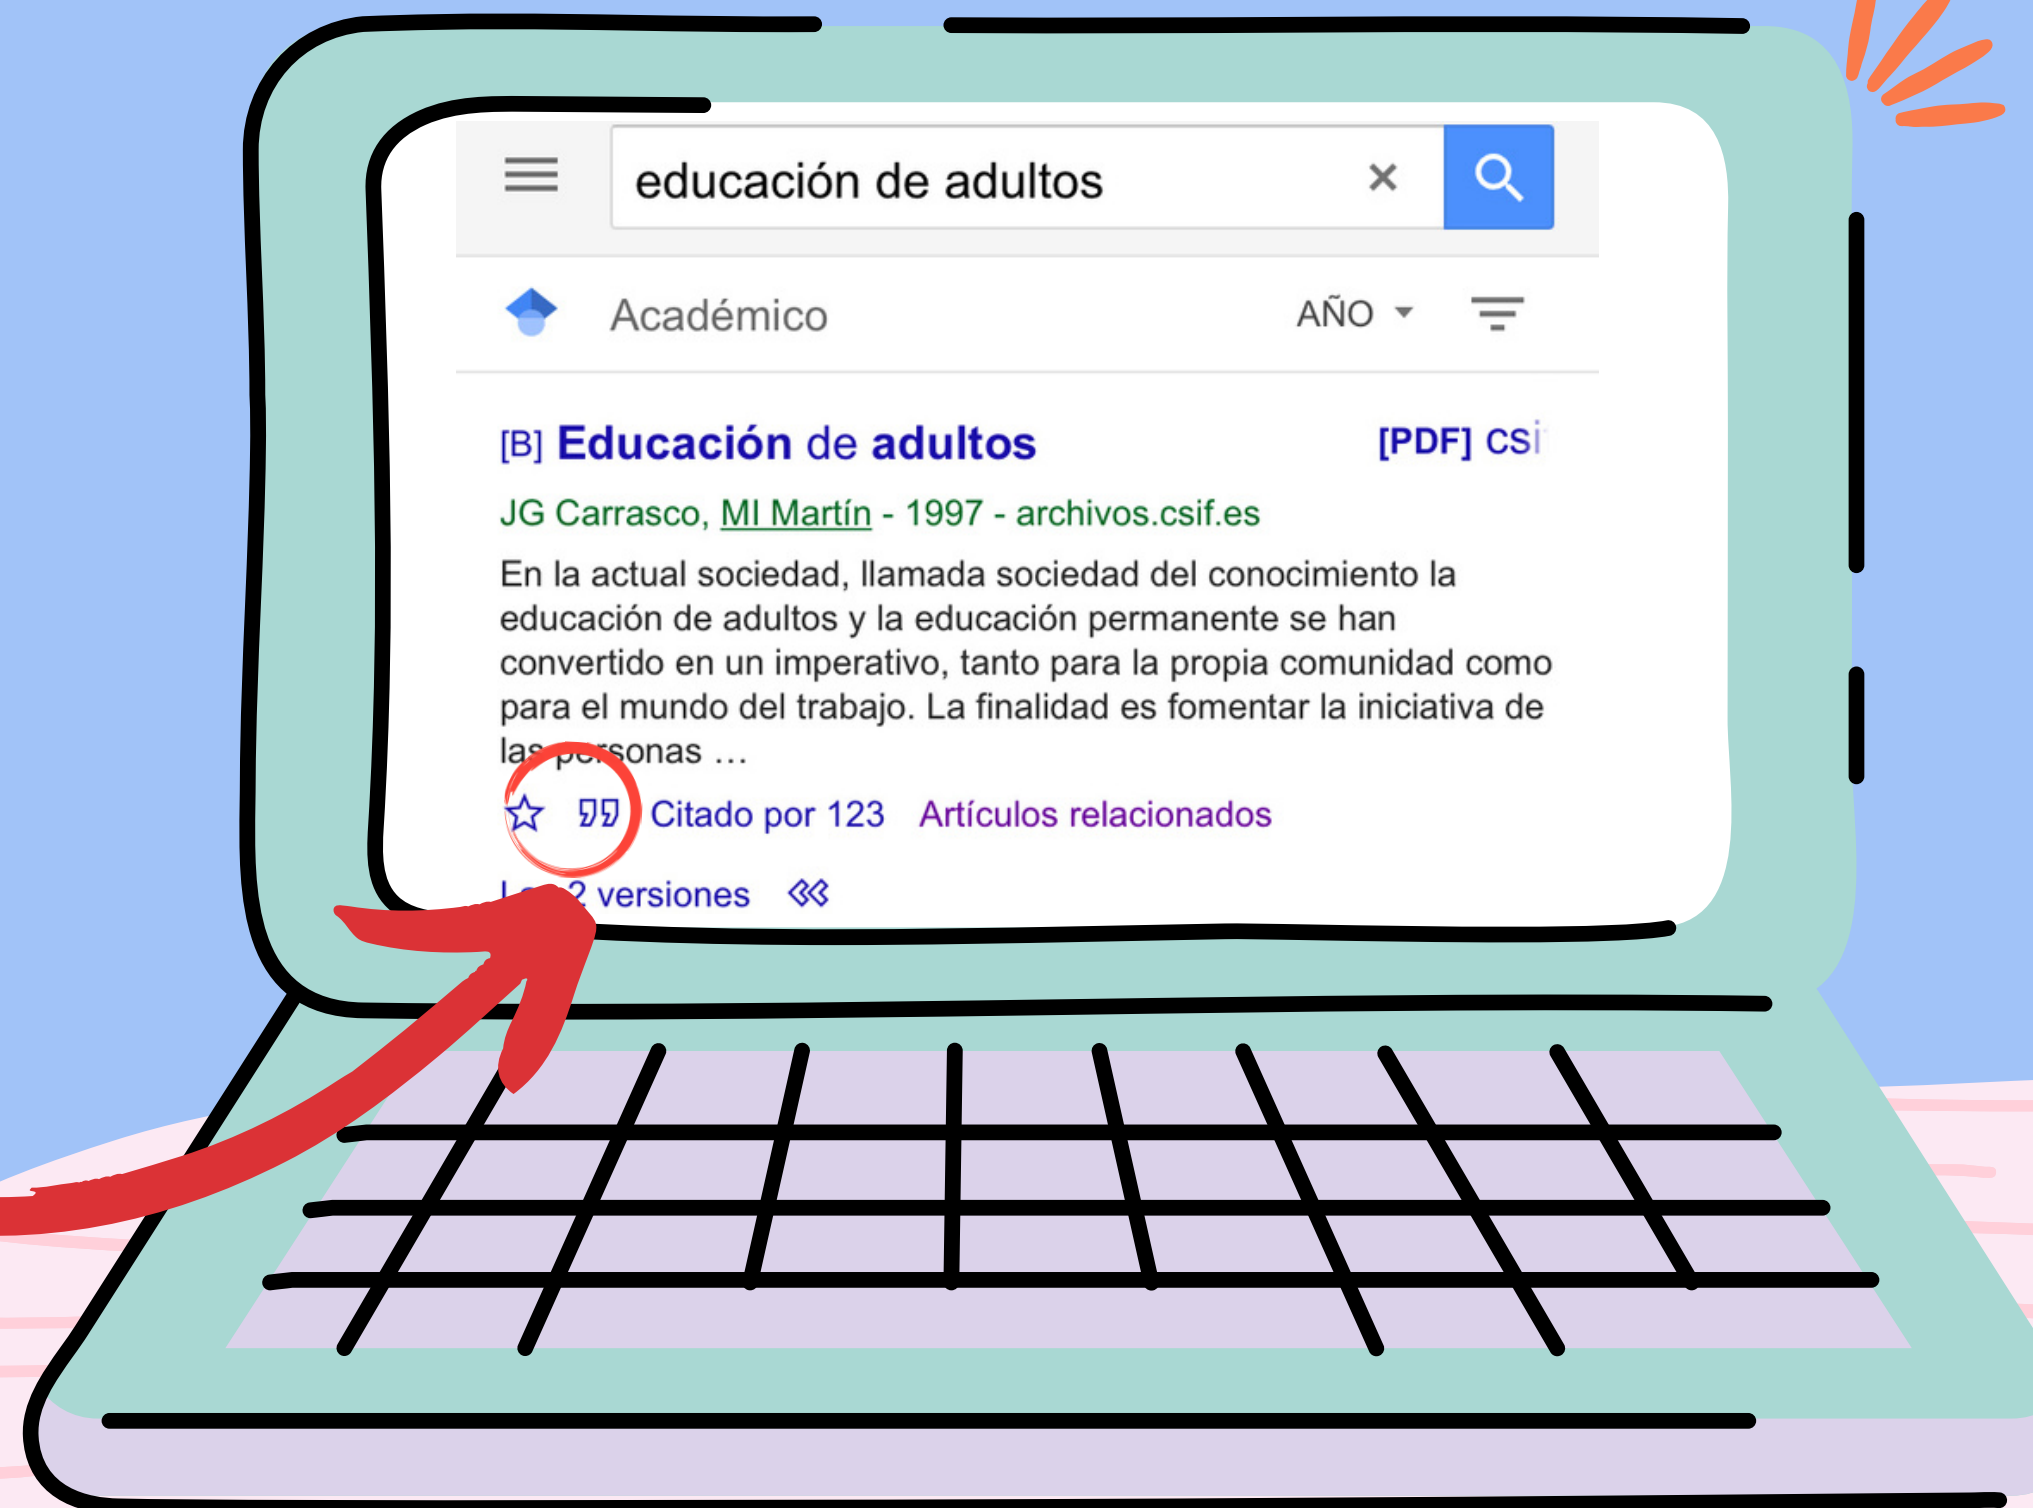 educación de adultos
Académico AÑO
[B] Educación de adultos [PDF] csi
JG Carrasco, MI Martín - 1997 - archivos.csif.es
En la actual sociedad, llamada sociedad del conocimiento la
educación de adultos y la educación permanente se han
convertido en un imperativo, tanto para la propia comunidad como
para el mundo del trabajo. La finalidad es fomentar la iniciativa de
las personas …
Citado por 123 Artículos relacionados
2 versiones